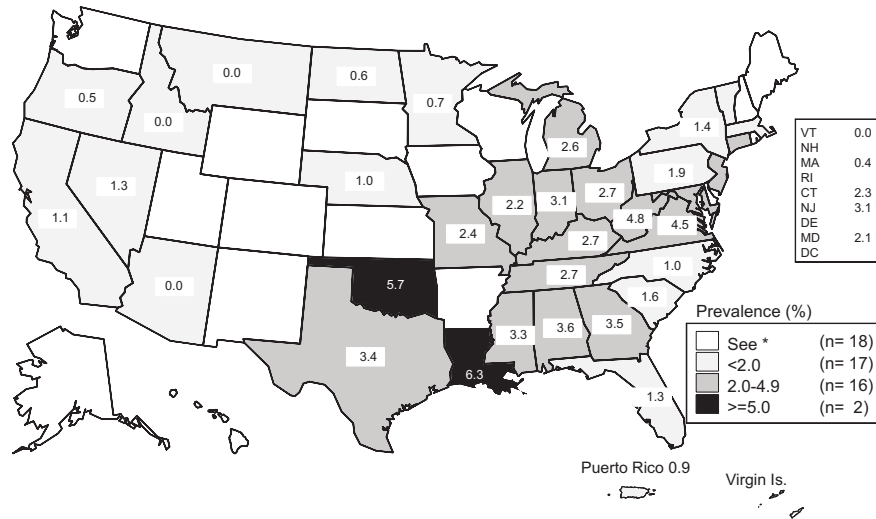 0.0
0.6
0.5
0.7
0.0
1.4
2.6
1.9
1.3
1.0
2.7
2.2
3.1
1.1
4.8
4.5
2.4
2.7
1.0
2.7
0.0
5.7
1.6
3.3
3.6
3.5
3.4
6.3
1.3
VT 0.0
NH
MA 0.4
RI
CT 2.3
NJ 3.1
DE
MD 2.1
DC
Prevalence (%)
See * (n= 18)
<2.0 (n= 17)
2.0-4.9 (n= 16)
>=5.0 (n= 2)
Puerto Rico 0.9
Virgin Is.